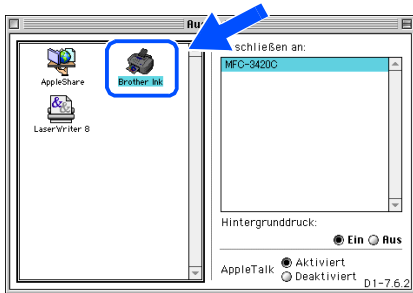 Au
schließen an:
AppleShare
Brother Ink
MFC-3420C
LaserWriter 8
Hintergrunddruck:
Ein Aus
AppleTalk Aktiviert
Deaktiviert
D1-7.6.2